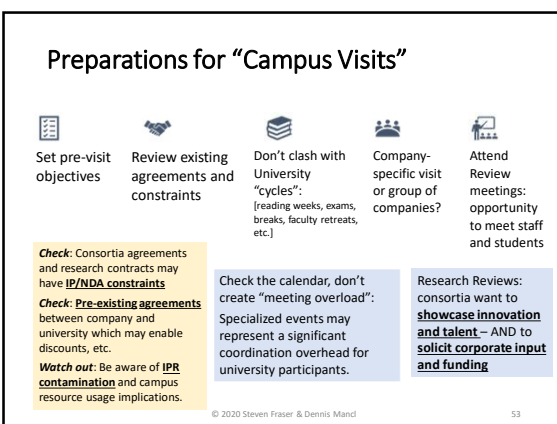 Preparations for “Campus Visits”
Set pre-visit
objectives
Review existing
agreements and
constraints
Don’t clash with
University
“cycles”:
[reading weeks, exams,
breaks, faculty retreats,
etc.]
Company-
specific visit
or group of
companies?
Attend
Review
meetings:
opportunity
to meet staff
and students
Check: Consortia agreements
and research contracts may
have IP/NDA constraints
Check: Pre-existing agreements
between company and
university which may enable
discounts, etc.
Watch out: Be aware of IPR
contamination and campus
resource usage implications.
Check the calendar, don’t
create “meeting overload”:
Specialized events may
represent a significant
coordination overhead for
university participants.
Research Reviews:
consortia want to
showcase innovation
and talent – AND to
solicit corporate input
and funding
© 2020 Steven Fraser & Dennis Mancl
53